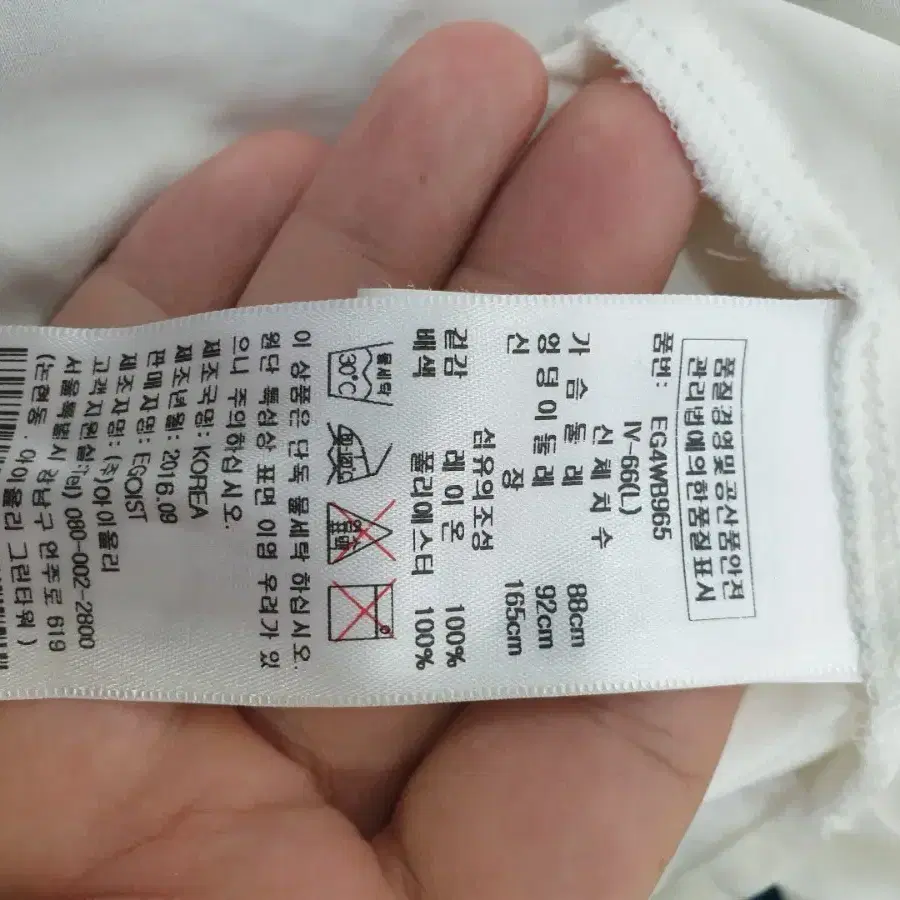 품질경영및공산품안전
관리법에의한품질표시
품번: EG4WB965
IV-66(L)
신체치수
가슴둘레 88cm
엉덩이둘레 92cm
신장 165cm
섬유의조성
겉감 레이온 100%
배색 폴리에스터 100%
물세탁
30°C
염소
표백
이 상품은 단독 물세탁 하십시오.
원단 특성상 표면 이염 우려가 있
으니 주의하십시오.
제조국명: KOREA
제조년월: 2016.09
판매자명: EGOIST
제조자명: (주)아이올리
고객지원실 080-002-2800
서울특별시 강남구 언주로 619
(논현동, 아이올리 그린타워)